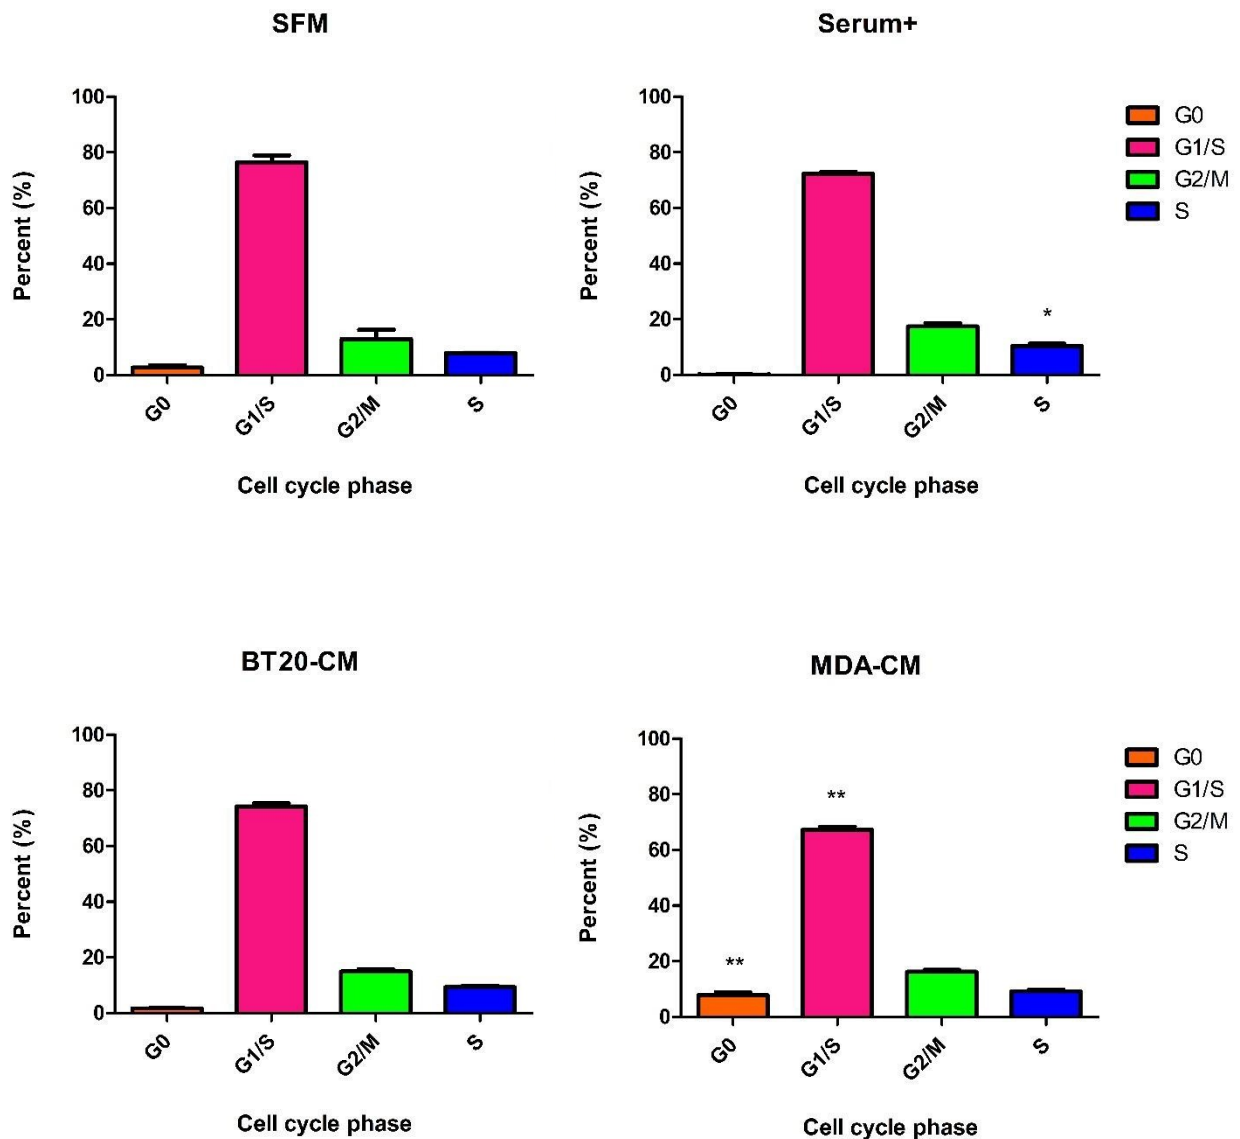 SFM
Percent (%)
100
80
60
40
20
0
G0
G1/S
G2/M
S
Cell cycle phase
Serum+
Percent (%)
100
80
60
40
20
0
*
G0
G1/S
G2/M
S
Cell cycle phase
G0
G1/S
G2/M
S
BT20-CM
Percent (%)
100
80
60
40
20
0
G0
G1/S
G2/M
S
Cell cycle phase
MDA-CM
Percent (%)
100
80
60
40
20
0
**
**
G0
G1/S
G2/M
S
Cell cycle phase
G0
G1/S
G2/M
S